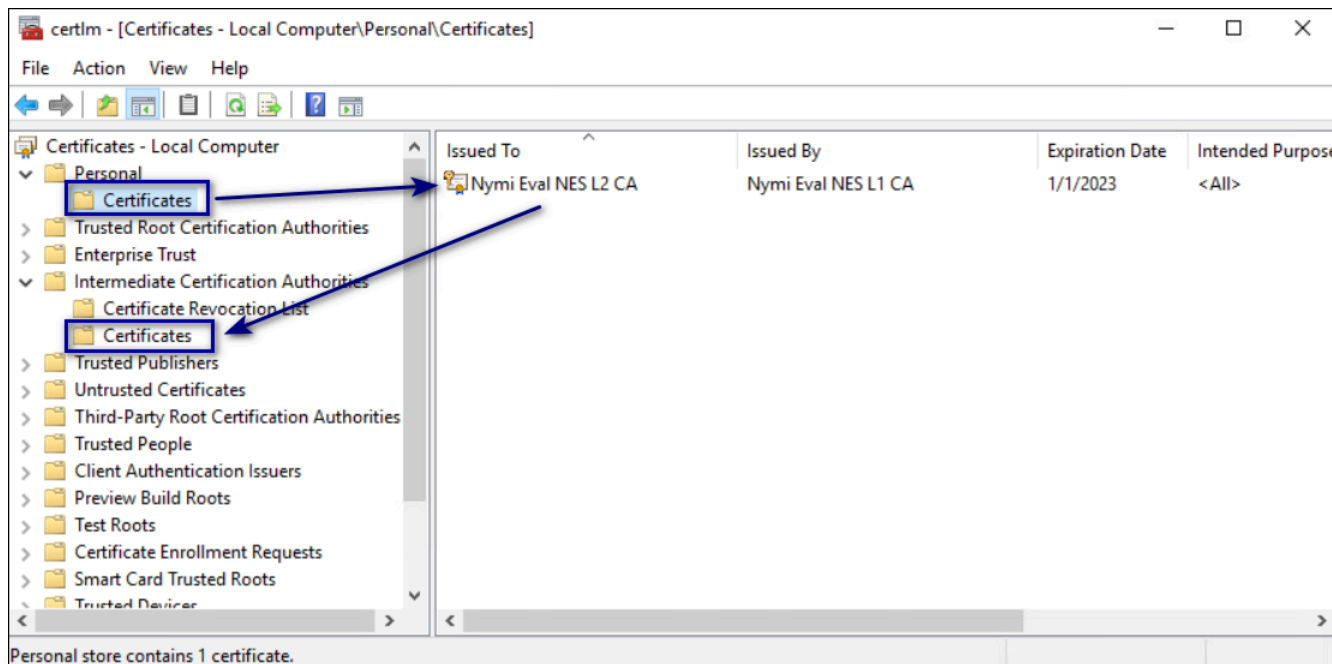 certlm - [Certificates - Local Computer\Personal\Certificates]
File Action View Help
Certificates - Local Computer
Personal
Certificates
Trusted Root Certification Authorities
Enterprise Trust
Intermediate Certification Authorities
Certificate Revocation List
Certificates
Trusted Publishers
Untrusted Certificates
Third-Party Root Certification Authorities
Trusted People
Client Authentication Issuers
Preview Build Roots
Test Roots
Certificate Enrollment Requests
Smart Card Trusted Roots
Trusted Devices
Issued To Issued By Expiration Date Intended Purpose
Nymi Eval NES L2 CA Nymi Eval NES L1 CA 1/1/2023 <All>
Personal store contains 1 certificate.